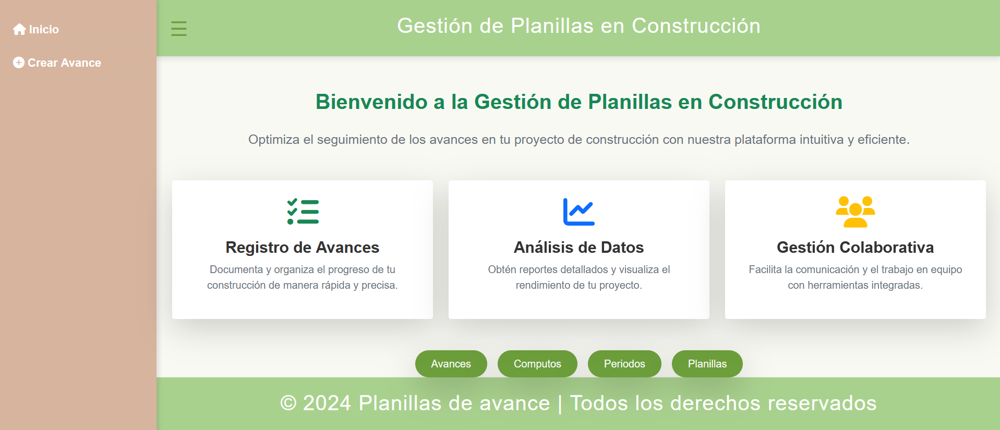 Inicio
Crear Avance
Gestión de Planillas en Construcción
Bienvenido a la Gestión de Planillas en Construcción
Optimiza el seguimiento de los avances en tu proyecto de construcción con nuestra plataforma intuitiva y eficiente.
Registro de Avances
Documenta y organiza el progreso de tu
construcción de manera rápida y precisa.
Análisis de Datos
Obtén reportes detallados y visualiza el
rendimiento de tu proyecto.
Gestión Colaborativa
Facilita la comunicación y el trabajo en equipo
con herramientas integradas.
Avances
Computos
Periodos
Planillas
© 2024 Planillas de avance | Todos los derechos reservados